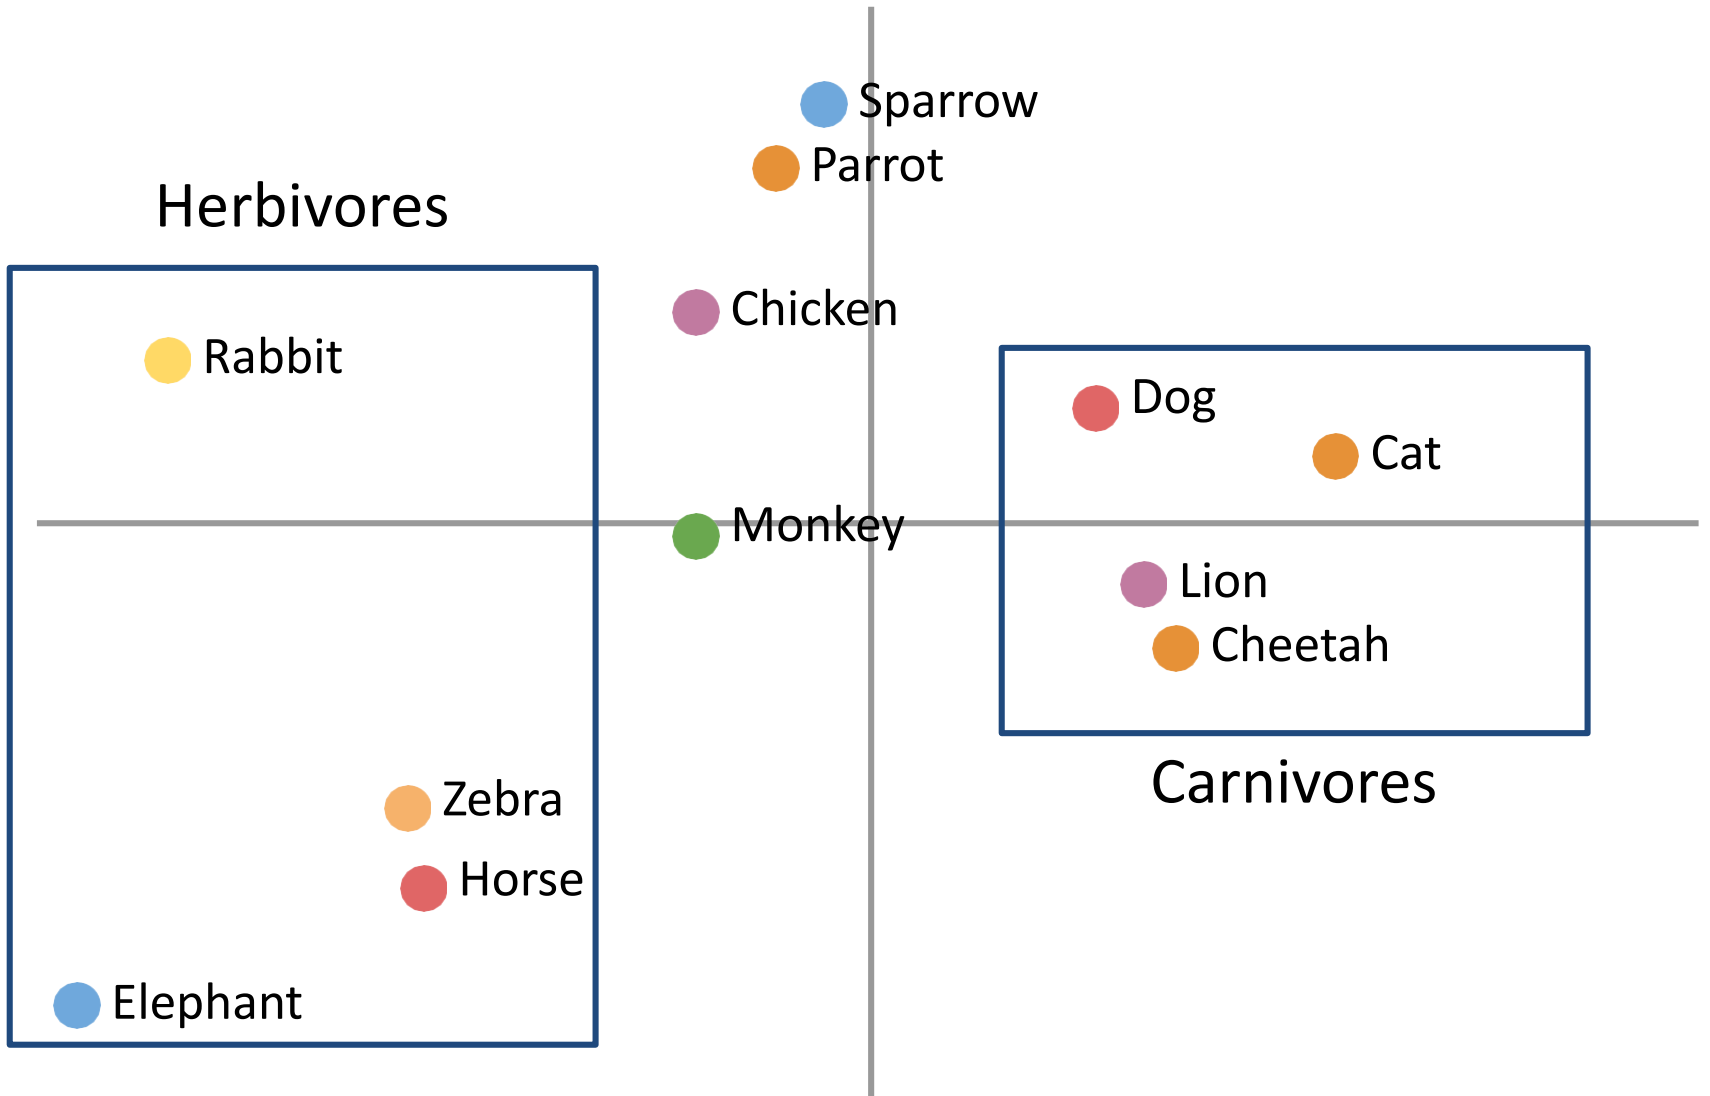 Sparrow
Parrot
Herbivores
Chicken
Rabbit
Dog
Cat
Monkey
Lion
Cheetah
Carnivores
Zebra
Horse
Elephant